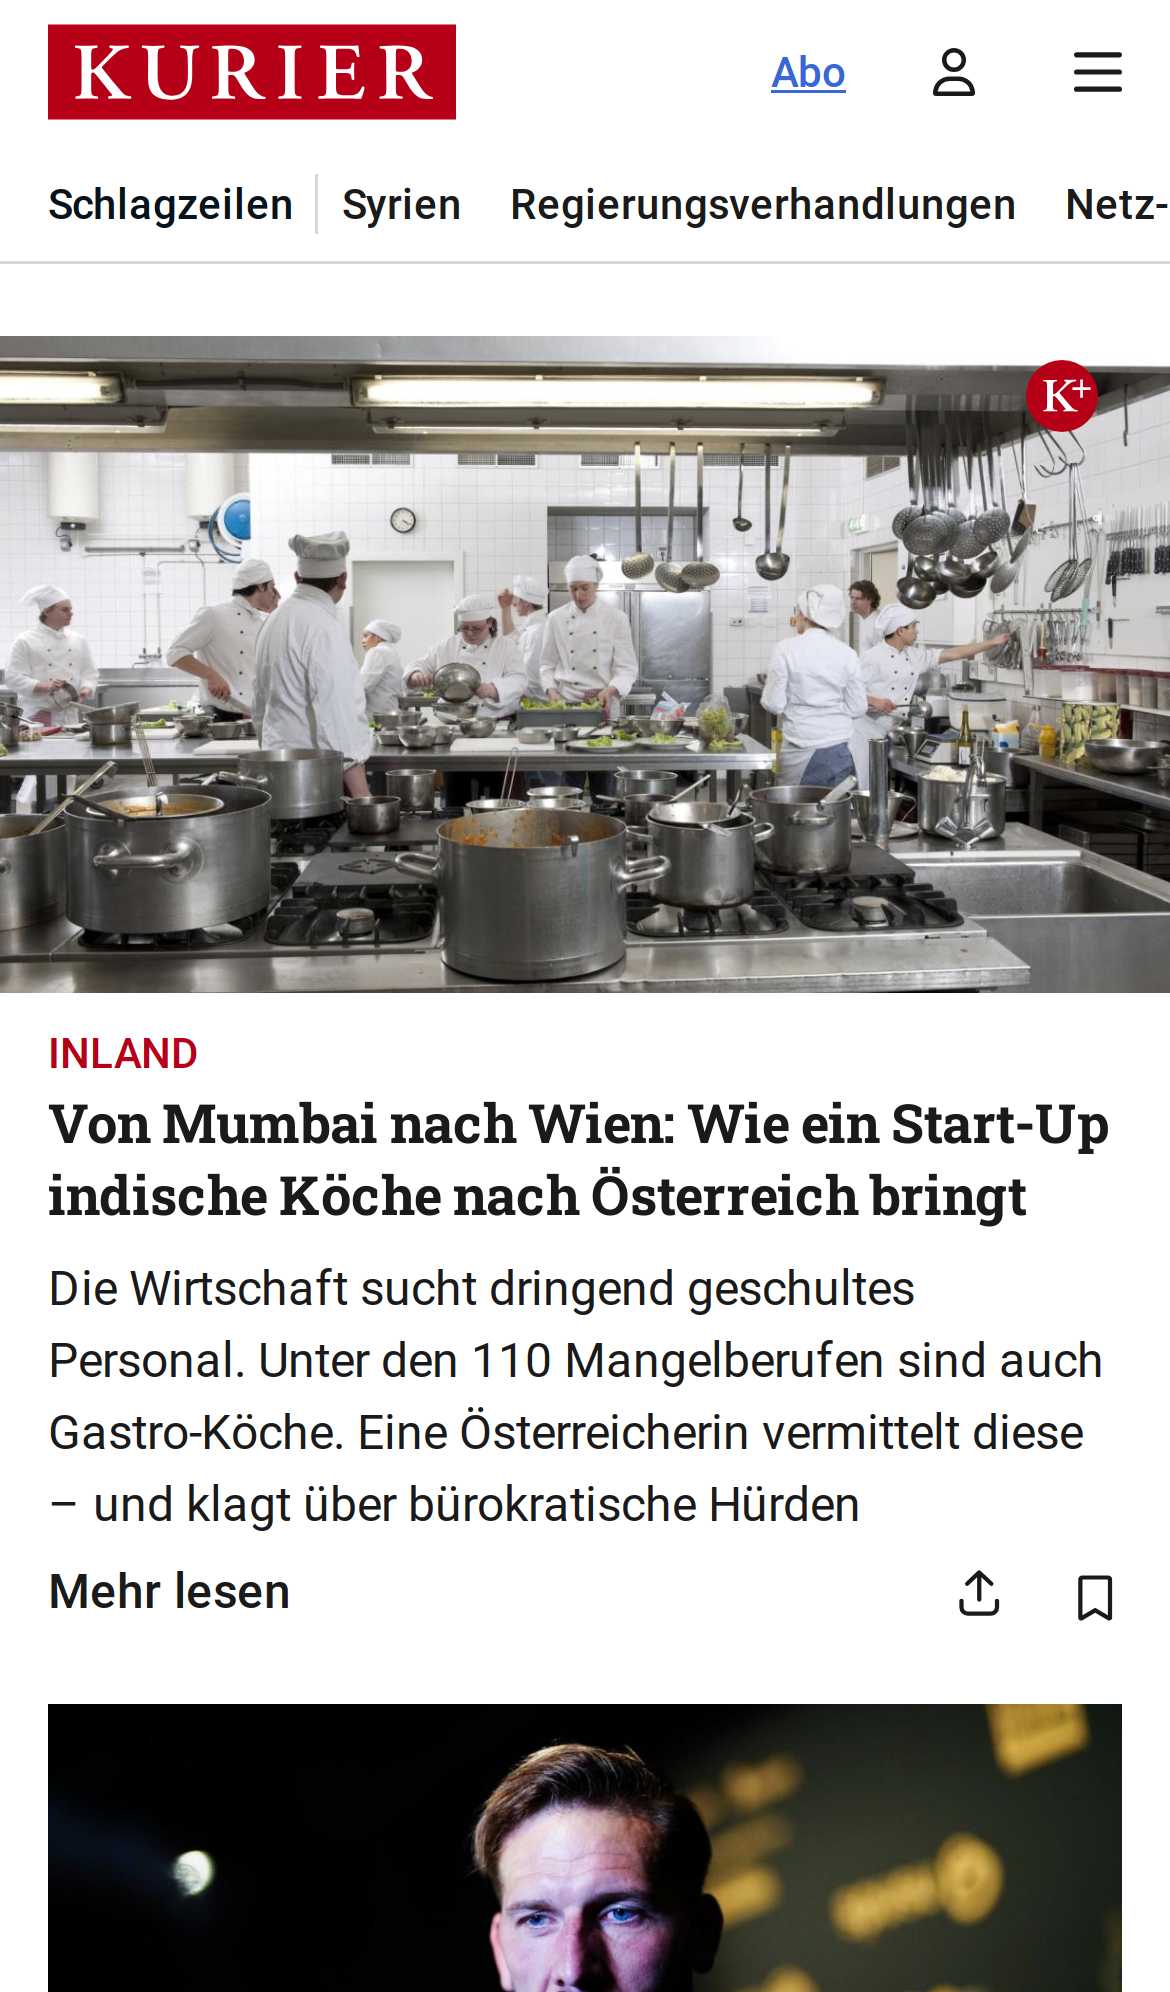 KURIER
Abo
Schlagzeilen
Syrien
Regierungsverhandlungen
Netz-
K+
INLAND
Von Mumbai nach Wien: Wie ein Start-Up
indische Köche nach Österreich bringt
Die Wirtschaft sucht dringend geschultes
Personal. Unter den 110 Mangelberufen sind auch
Gastro-Köche. Eine Österreicherin vermittelt diese
– und klagt über bürokratische Hürden
Mehr lesen